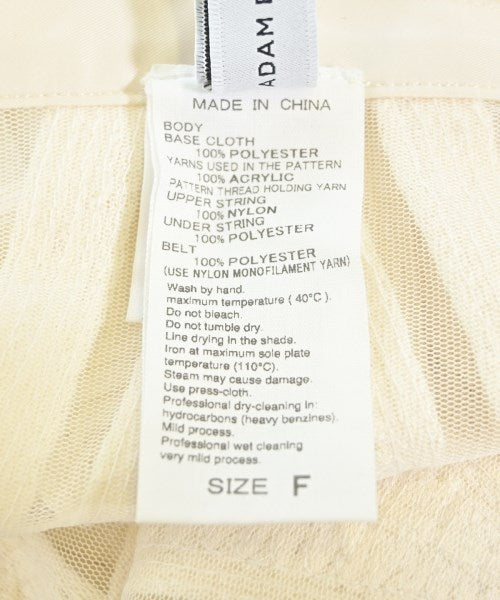 ADAM E
MADE IN CHINA
BODY
BASE CLOTH
100% POLYESTER
YARNS USED IN THE PATTERN
100% ACRYLIC
PATTERN THREAD HOLDING YARN
UPPER STRING
100% NYLON
UNDER STRING
100% POLYESTER
BELT
100% POLYESTER
(USE NYLON MONOFILAMENT YARN)
Wash by hand.
maximum temperature ( 40°C ).
Do not bleach.
Do not tumble dry.
Line drying in the shade.
Iron at maximum sole plate
temperature (110°C).
Steam may cause damage.
Use press-cloth.
Professional dry-cleaning in:
hydrocarbons (heavy benzines).
Mild process.
Professional wet cleaning
very mild process.
SIZE F